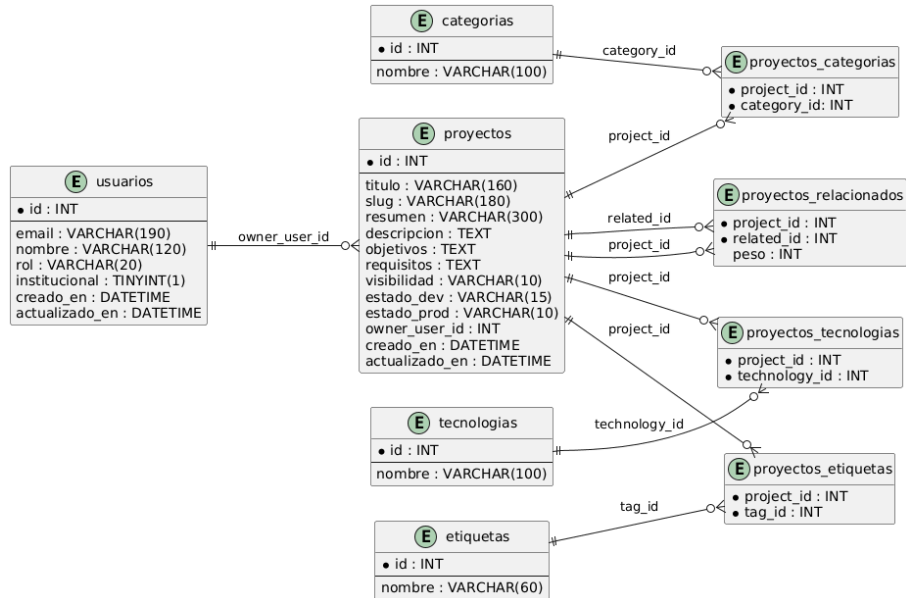 E categorias
id : INT
nombre : VARCHAR(100)
category_id
E proyectos_categorias
project_id : INT
category_id: INT
project_id
E usuarios
id : INT
email : VARCHAR(190)
nombre : VARCHAR(120)
rol : VARCHAR(20)
institucional : TINYINT(1)
creado_en : DATETIME
actualizado_en : DATETIME
owner_user_id
E proyectos
id : INT
titulo : VARCHAR(160)
slug : VARCHAR(180)
resumen : VARCHAR(300)
descripcion : TEXT
objetivos : TEXT
requisitos : TEXT
visibilidad : VARCHAR(10)
estado_dev : VARCHAR(15)
estado_prod : VARCHAR(10)
owner_user_id : INT
creado_en : DATETIME
actualizado_en : DATETIME
related_id
project_id
project_id
project_id
E proyectos_relacionados
project_id : INT
related_id : INT
peso : INT
E proyectos_tecnologias
project_id : INT
technology_id : INT
E tecnologias
id : INT
nombre : VARCHAR(100)
technology_id
E proyectos_etiquetas
project_id : INT
tag_id : INT
E etiquetas
id : INT
nombre : VARCHAR(60)
tag_id